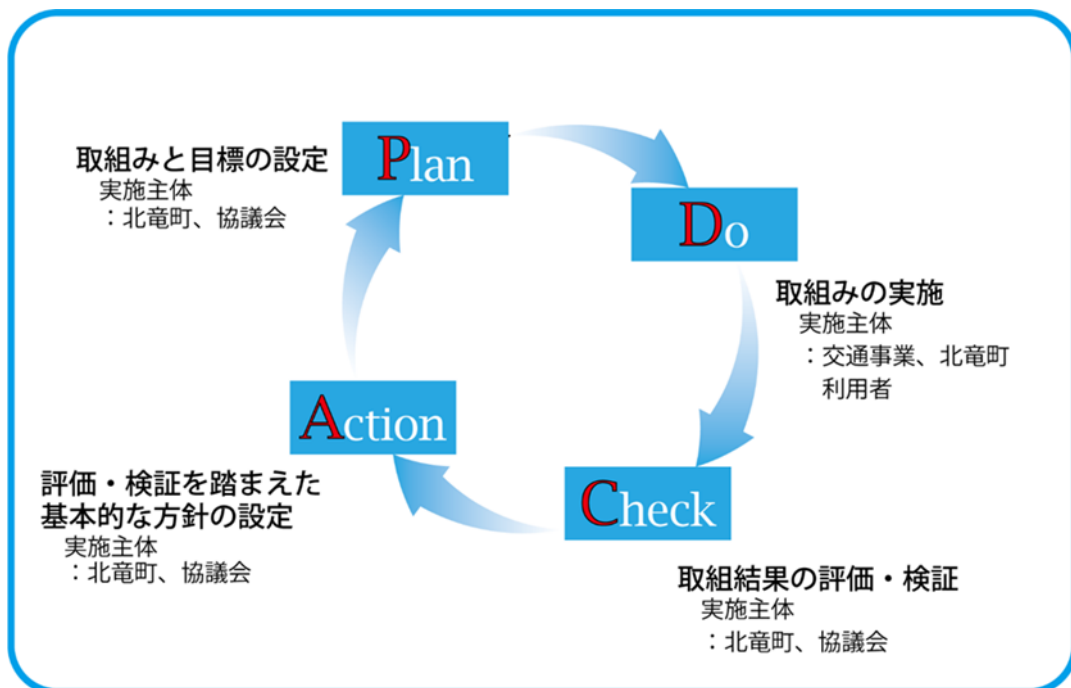 Plan
取組みと目標の設定
実施主体
：北竜町、協議会
Do
取組みの実施
実施主体
：交通事業、北竜町
利用者
Check
取組結果の評価・検証
実施主体
：北竜町、協議会
Action
評価・検証を踏まえた
基本的な方針の設定
実施主体
：北竜町、協議会